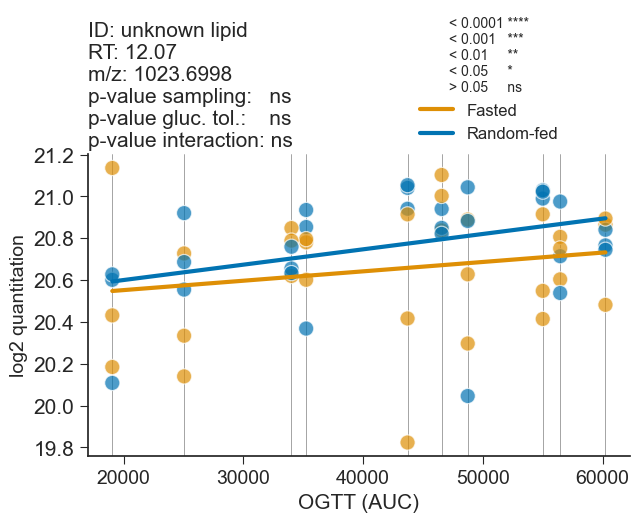 ID: unknown lipid
RT: 12.07
m/z: 1023.6998
p-value sampling: ns
p-value gluc. tol.: ns
p-value interaction: ns
< 0.0001 ****
< 0.001 ***
< 0.01 **
< 0.05 *
> 0.05 ns
Fasted
Random-fed
21.2
21.0
20.8
20.6
20.4
20.2
20.0
19.8
log2 quantitation
20000 30000 40000 50000 60000
OGTT (AUC)